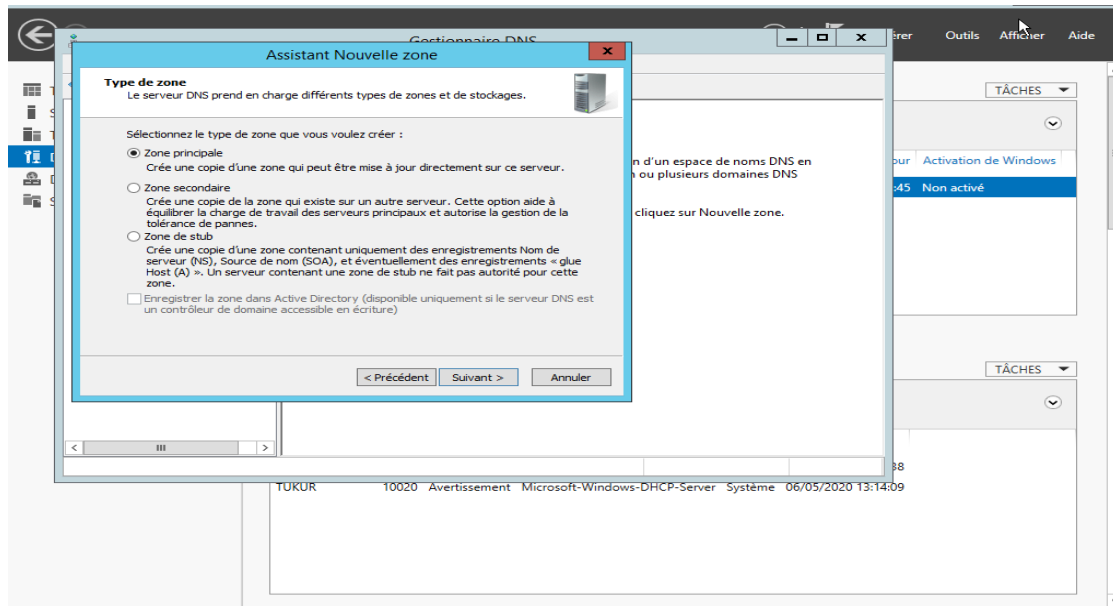 Gestionnaire DNS
Outils Afficher Aide
Assistant Nouvelle zone
x
Type de zone
Le serveur DNS prend en charge différents types de zones et de stockages.
TÂCHES
Sélectionnez le type de zone que vous voulez créer :
Zone principale
Crée une copie d'une zone qui peut être mise à jour directement sur ce serveur.
Zone secondaire
Crée une copie de la zone qui existe sur un autre serveur. Cette option aide à
équilibrer la charge de travail des serveurs principaux et autorise la gestion de la
tolérance de pannes.
Zone de stub
Crée une copie d'une zone contenant uniquement des enregistrements Nom de
serveur (NS), Source de nom (SOA), et éventuellement des enregistrements « glue
Host (A) ». Un serveur contenant une zone de stub ne fait pas autorité pour cette
zone.
Enregistrer la zone dans Active Directory (disponible uniquement si le serveur DNS est
un contrôleur de domaine accessible en écriture)
< Précédent Suivant > Annuler
d'un espace de noms DNS en
ou plusieurs domaines DNS
cliquez sur Nouvelle zone.
Activation de Windows
:45 Non activé
TÂCHES
38
TUKUR 10020 Avertissement Microsoft-Windows-DHCP-Server Système 06/05/2020 13:14:09